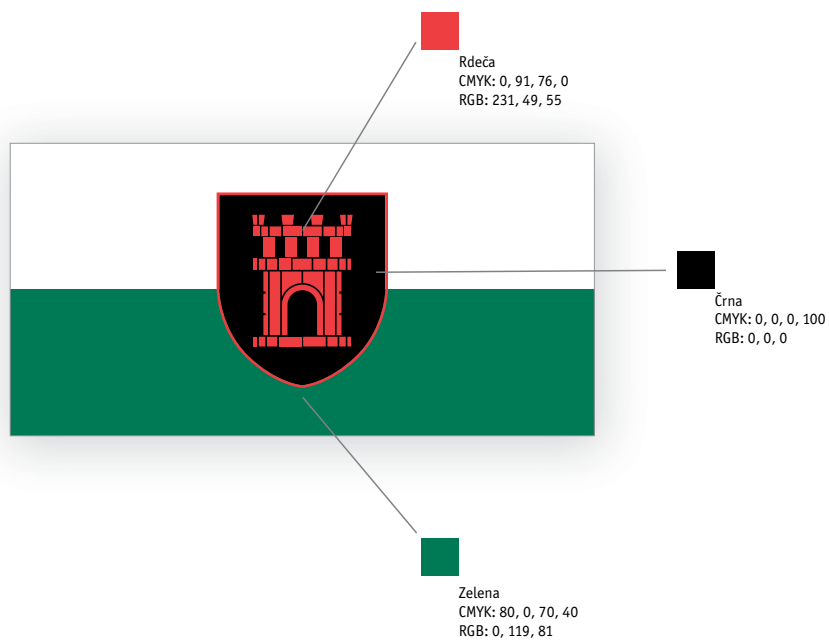 Rdeča
CMYK: 0, 91, 76, 0
RGB: 231, 49, 55
Črna
CMYK: 0, 0, 0, 100
RGB: 0, 0, 0
Zelena
CMYK: 80, 0, 70, 40
RGB: 0, 119, 81